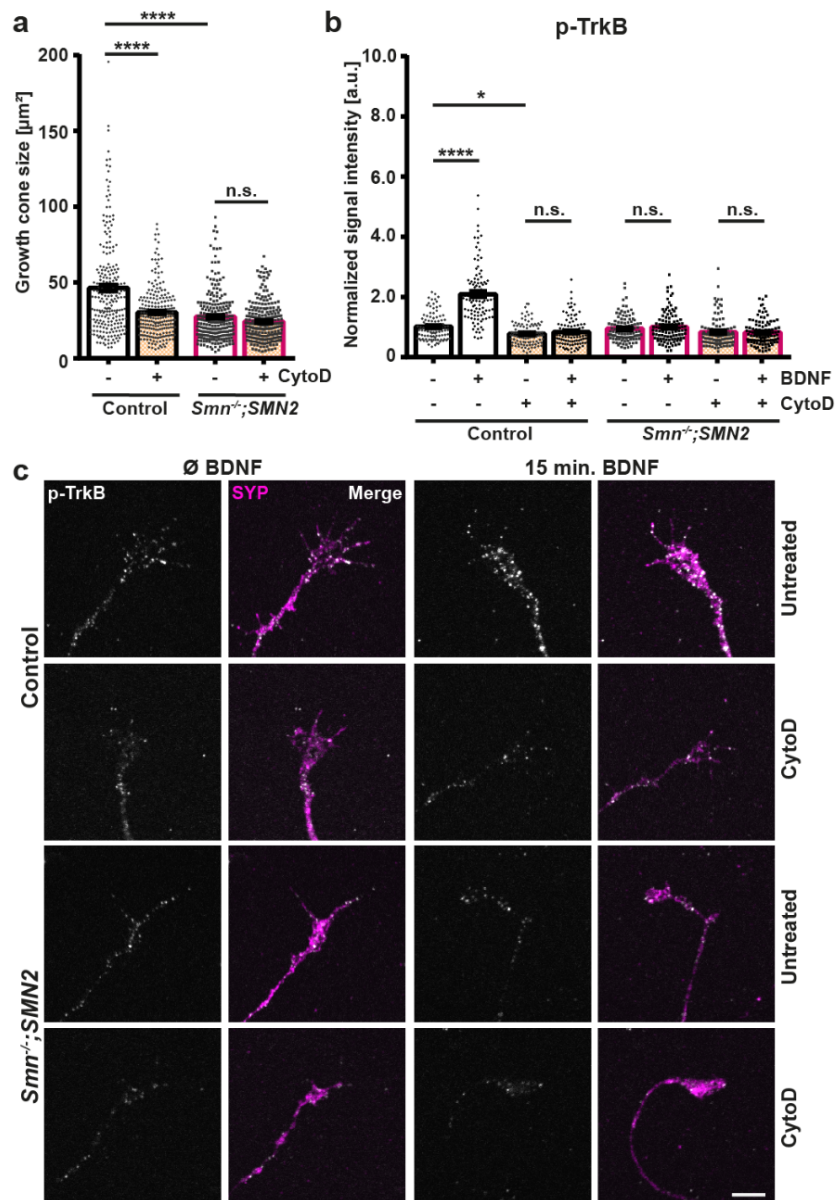 a
****
****
n.s.
Growth cone size [µm²]
200
150
100
50
0
- + - + CytoD
Control Smn-/-;SMN2
b
p-TrkB
*
****
n.s. n.s. n.s.
Normalized signal intensity [a.u.]
10.0
8.0
6.0
4.0
2.0
0
- + - + - + - + BDNF
- - + + - - + + CytoD
Control Smn-/-;SMN2
c
Ø BDNF 15 min. BDNF
p-TrkB SYP Merge
Control
Untreated
CytoD
Smn-/-;SMN2
Untreated
CytoD